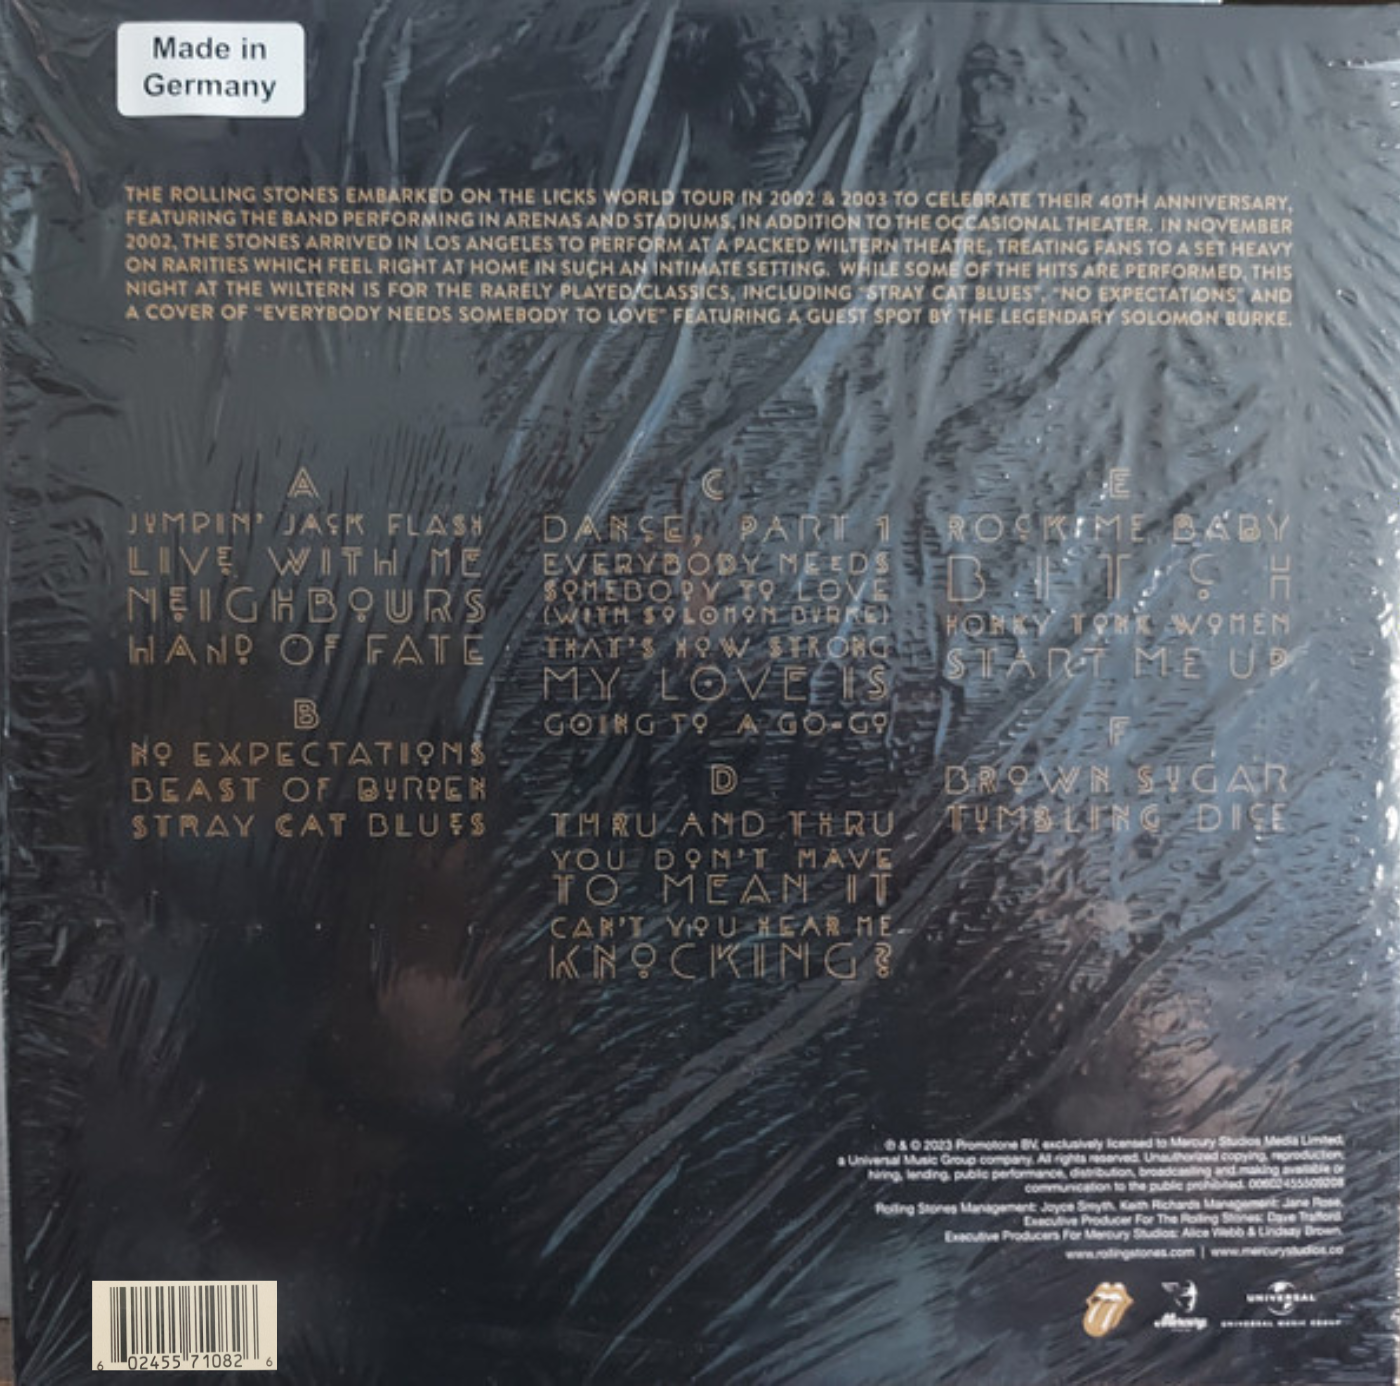 Made in
Germany
THE ROLLING STONES EMBARKED ON THE LICKS WORLD TOUR IN 2002 & 2003 TO CELEBRATE THEIR 40TH ANNIVERSARY,
FEATURING THE BAND PERFORMING IN ARENAS AND STADIUMS, IN ADDITION TO THE OCCASIONAL THEATER. IN NOVEMBER
2002, THE STONES ARRIVED IN LOS ANGELES TO PERFORM AT A PACKED WILTERN THEATRE, TREATING FANS TO A SET HEAVY
ON RARITIES WHICH FEEL RIGHT AT HOME IN SUCH AN INTIMATE SETTING. WHILE SOME OF THE HITS ARE PERFORMED, THIS
NIGHT AT THE WILTERN IS FOR THE RARELY PLAYED CLASSICS, INCLUDING "STRAY CAT BLUES", "NO EXPECTATIONS" AND
A COVER OF "EVERYBODY NEEDS SOMEBODY TO LOVE" FEATURING A GUEST SPOT BY THE LEGENDARY SOLOMON BURKE.
A
JUMPIN' JACK FLASH
LIVE WITH ME
NEIGHBOURS
HAND OF FATE
B
NO EXPECTATIONS
BEAST OF BURDEN
STRAY CAT BLUES
C
DANCE, PART 1
EVERYBODY NEEDS
SOMEBODY TO LOVE
(WITH SOLOMON BURKE)
THAT'S HOW STRONG
MY LOVE IS
GOING TO A GO-GO
D
THRU AND THRU
YOU DON'T HAVE
TO MEAN IT
CAN'T YOU HEAR ME
KNOCKING?
E
ROCK ME BABY
BITCH
HONKY TONK WOMEN
START ME UP
F
BROWN SUGAR
TUMBLING DICE
℗ & © 2023 Promotone BV, exclusively licensed to Mercury Studios Media Limited,
a Universal Music Group company. All rights reserved. Unauthorized copying, reproduction,
hiring, lending, public performance, distribution, broadcasting and making available or
communication to the public prohibited. 00602455509208
Rolling Stones Management: Joyce Smyth. Keith Richards Management: Jane Rose.
Executive Producer For The Rolling Stones: Dave Trafford.
Executive Producers For Mercury Studios: Alice Webb & Lindsay Brown.
www.rollingstones.com | www.mercurystudios.co
Mercury
UNIVERSAL
UNIVERSAL MUSIC GROUP
6 02455 71082 6